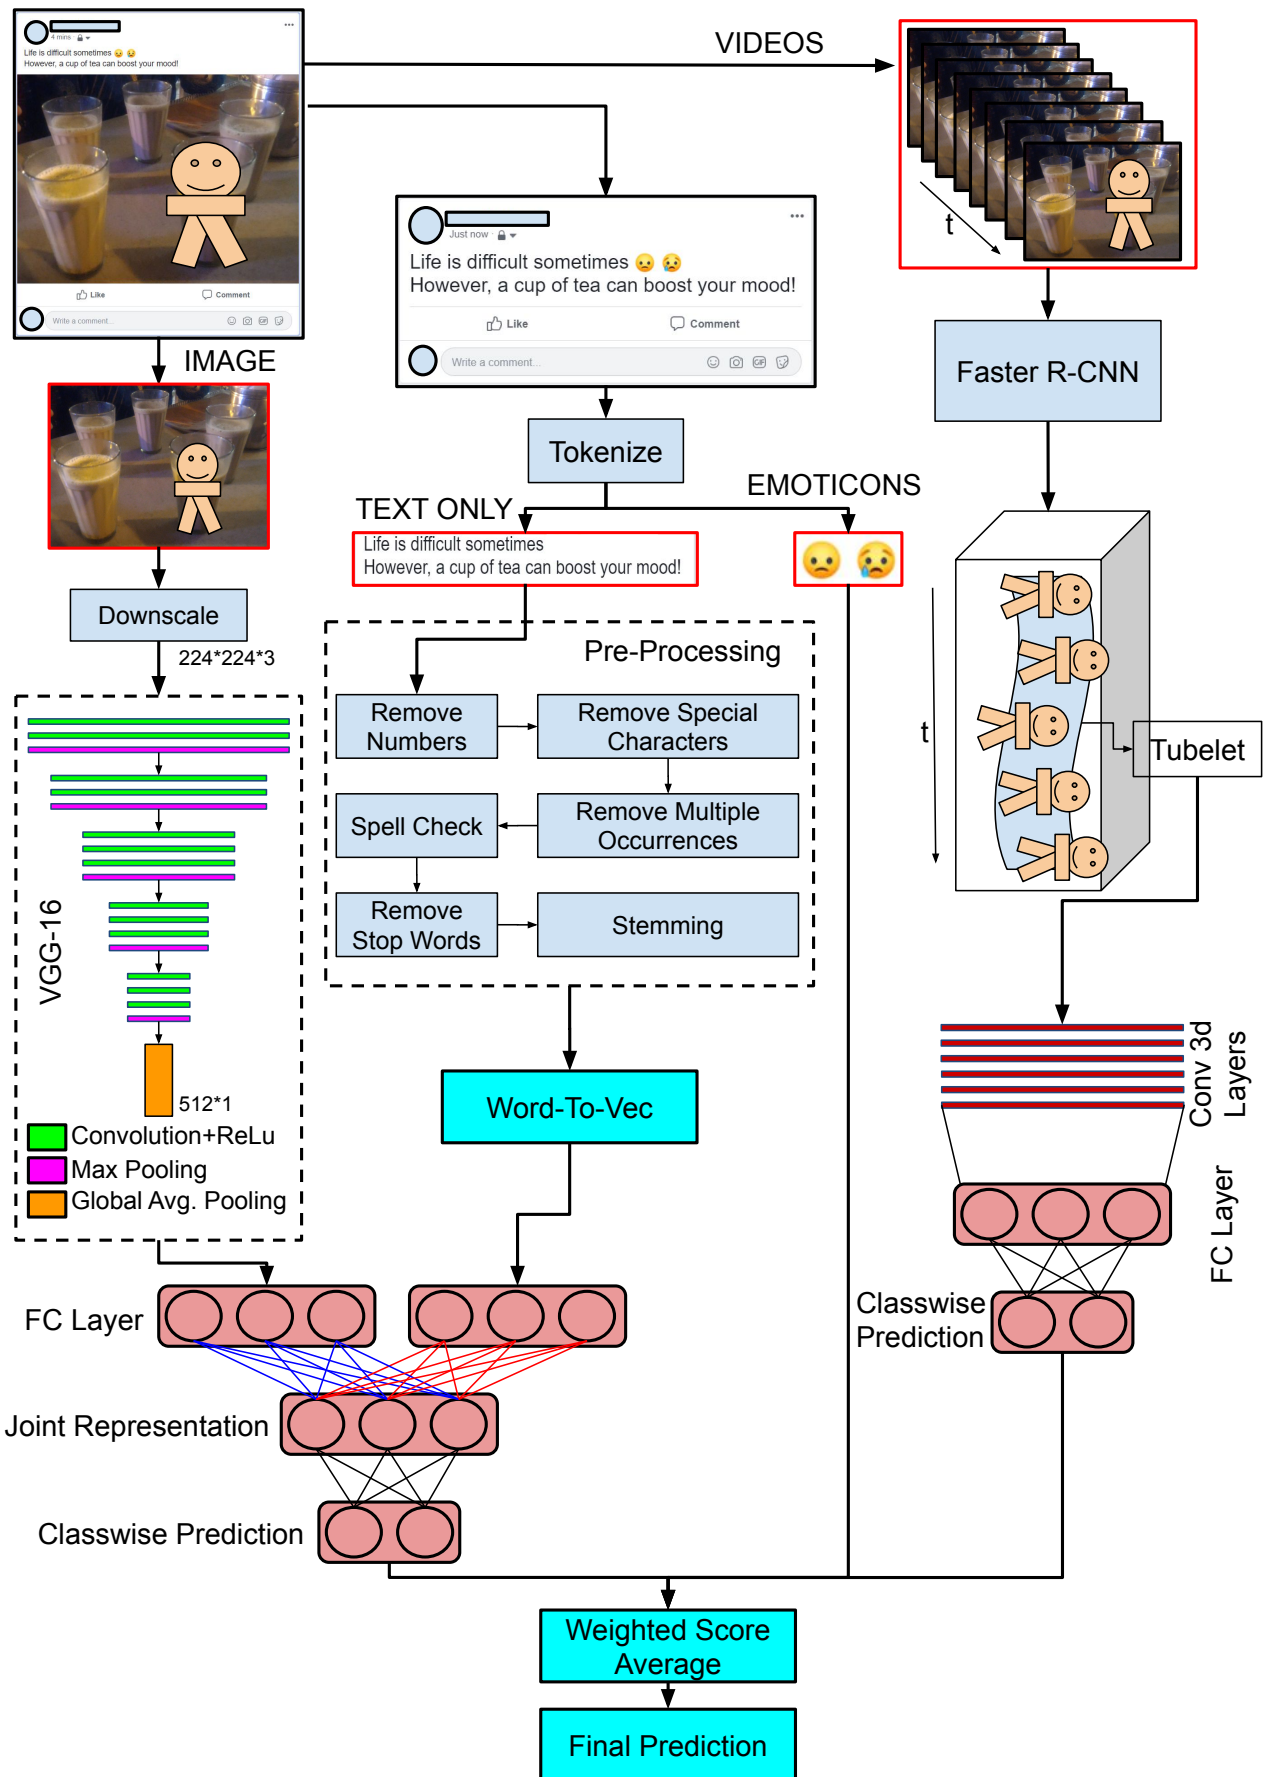 4 mins
Life is difficult sometimes 😞 😢
However, a cup of tea can boost your mood!
Like
Comment
Write a comment...
GIF
VIDEOS
t
Just now
Life is difficult sometimes 😞 😢
However, a cup of tea can boost your mood!
Like
Comment
Write a comment...
GIF
IMAGE
Faster R-CNN
Tokenize
TEXT ONLY
EMOTICONS
Life is difficult sometimes
However, a cup of tea can boost your mood!
Downscale
224*224*3
Pre-Processing
Remove
Numbers
Remove Special
Characters
Remove Multiple
Occurrences
Spell Check
Remove
Stop Words
Stemming
t
Tubelet
VGG-16
512*1
Convolution+ReLu
Max Pooling
Global Avg. Pooling
Word-To-Vec
Conv 3d
Layers
FC Layer
Classwise
Prediction
FC Layer
Joint Representation
Classwise Prediction
Weighted Score
Average
Final Prediction